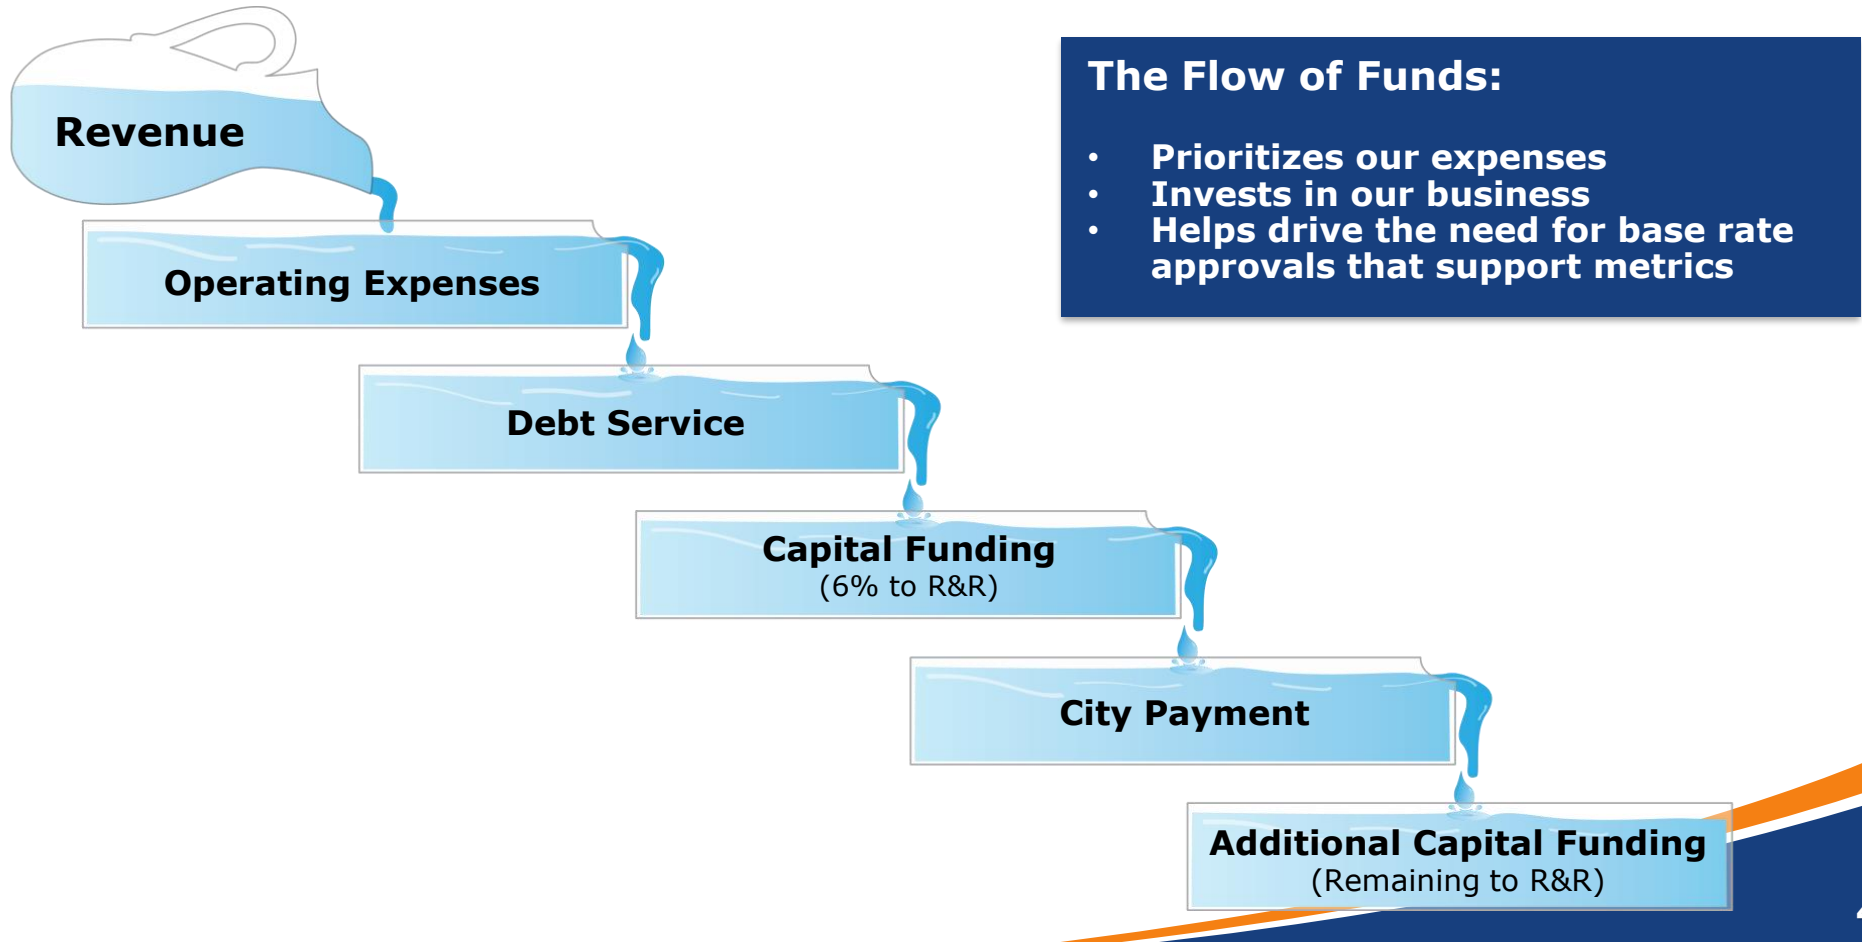 Revenue
The Flow of Funds:
• Prioritizes our expenses
• Invests in our business
• Helps drive the need for base rate
approvals that support metrics
Operating Expenses
Debt Service
Capital Funding
(6% to R&R)
City Payment
Additional Capital Funding
(Remaining to R&R)